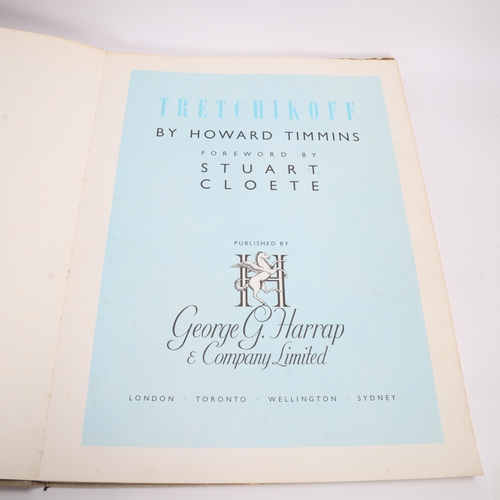 TRETCHIKOFF
BY HOWARD TIMMINS
FOREWORD BY
STUART
CLOETE
PUBLISHED BY
H
George G. Harrap
& Company Limited
LONDON · TORONTO · WELLINGTON · SYDNEY